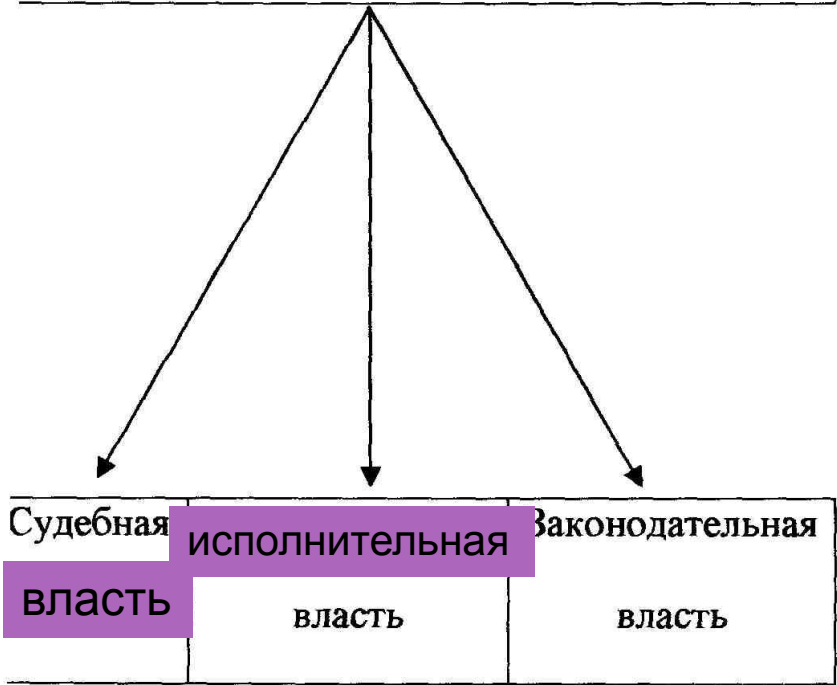 Судебная
исполнительная
Законодательная
власть
власть
власть